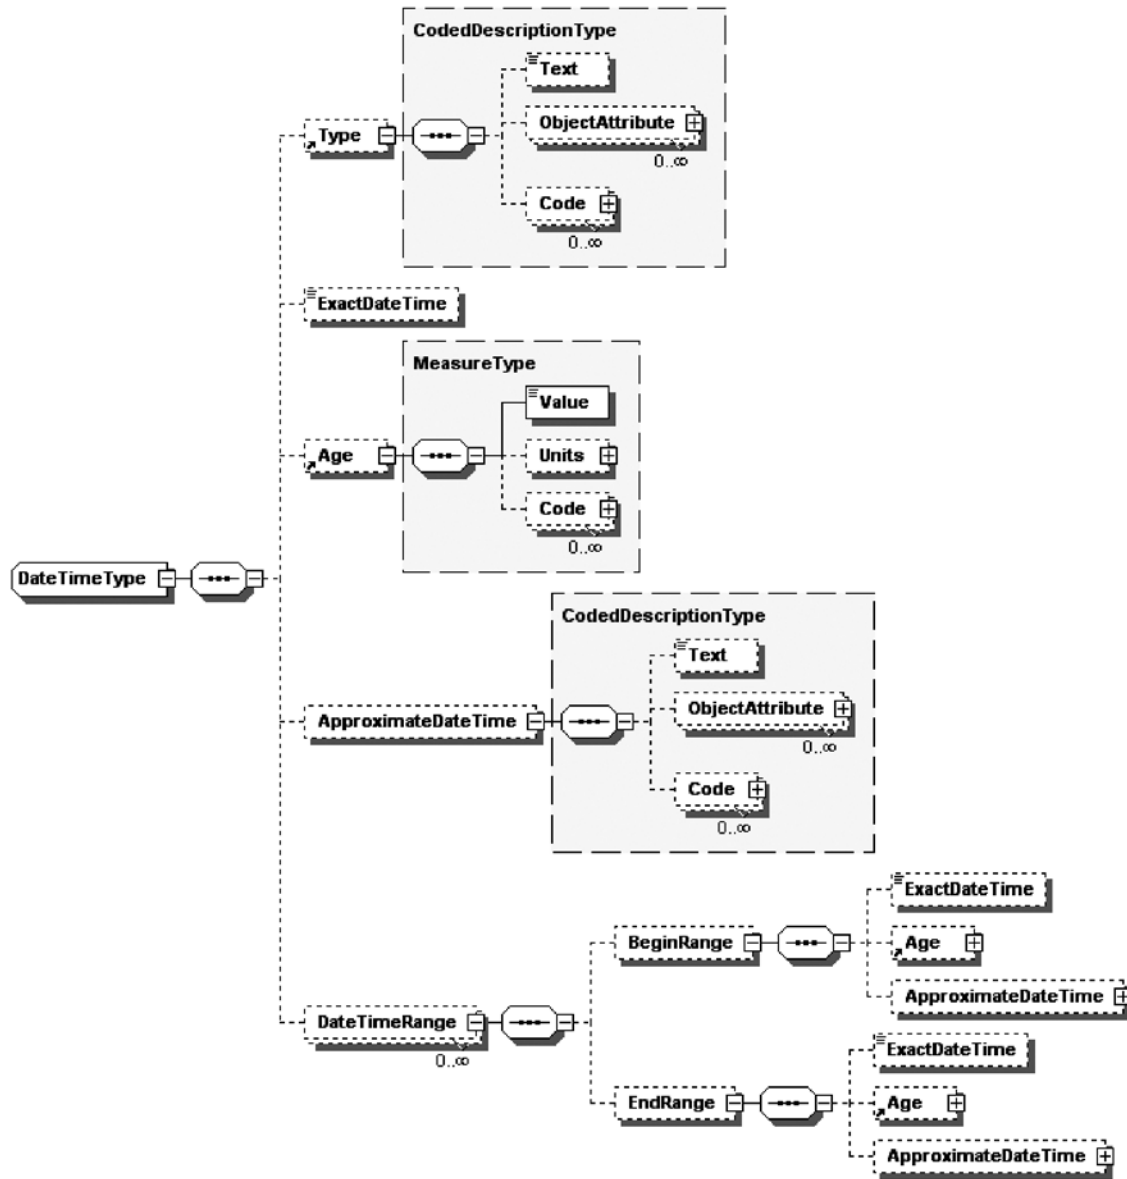 CodedDescriptionType
Text
ObjectAttribute
0..∞
Type
Code
0..∞
ExactDateTime
MeasureType
Value
Age
Units
Code
0..∞
DateTimeType
CodedDescriptionType
Text
ObjectAttribute
0..∞
ApproximateDateTime
Code
0..∞
ExactDateTime
BeginRange
Age
ApproximateDateTime
DateTimeRange
0..∞
ExactDateTime
EndRange
Age
ApproximateDateTime